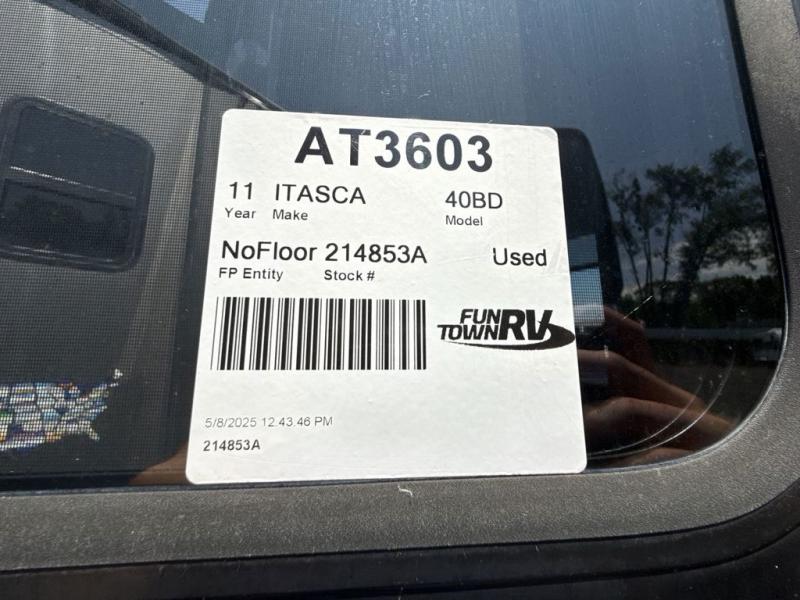 AT3603
11 ITASCA 40BD
Year Make Model
NoFloor 214853A Used
FP Entity Stock #
FUN
TOWN RV
5/8/2025 12.43.46 PM
214853A